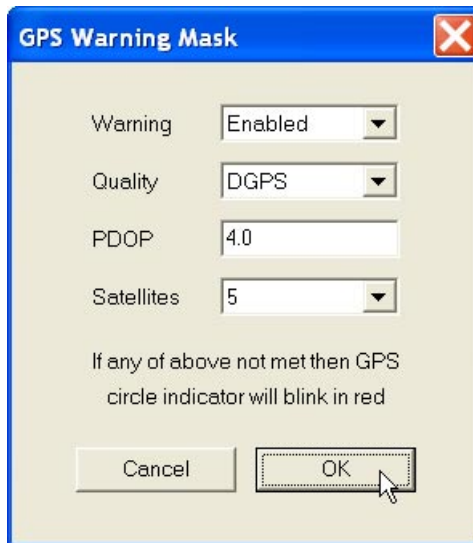 GPS Warning Mask
Warning Enabled
Quality DGPS
PDOP 4.0
Satellites 5
If any of above not met then GPS
circle indicator will blink in red
Cancel OK